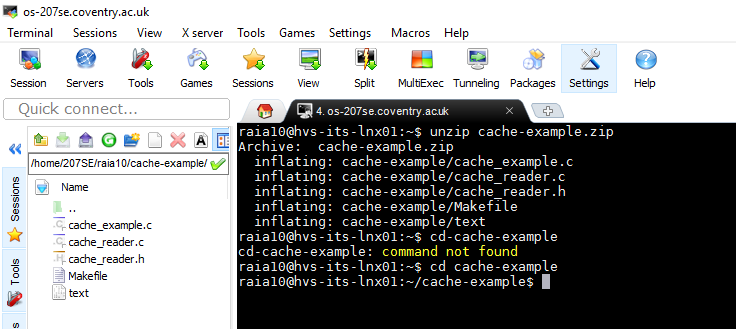 os-207se.coventry.ac.uk
Terminal Sessions View X server Tools Games Settings Macros Help
Session Servers Tools Games Sessions View Split MultiExec Tunneling Packages Settings Help
Quick connect...
4. os-207se.coventry.ac.uk
/home/207SE/raia10/cache-example/
Sessions
Tools
Name
..
cache_example.c
cache_reader.c
cache_reader.h
Makefile
text
raia10@hvs-its-lnx01:~$ unzip cache-example.zip
Archive:  cache-example.zip
  inflating: cache-example/cache_example.c
  inflating: cache-example/cache_reader.c
  inflating: cache-example/cache_reader.h
  inflating: cache-example/Makefile
  inflating: cache-example/text
raia10@hvs-its-lnx01:~$ cd-cache-example
cd-cache-example: command not found
raia10@hvs-its-lnx01:~$ cd cache-example
raia10@hvs-its-lnx01:~/cache-example$